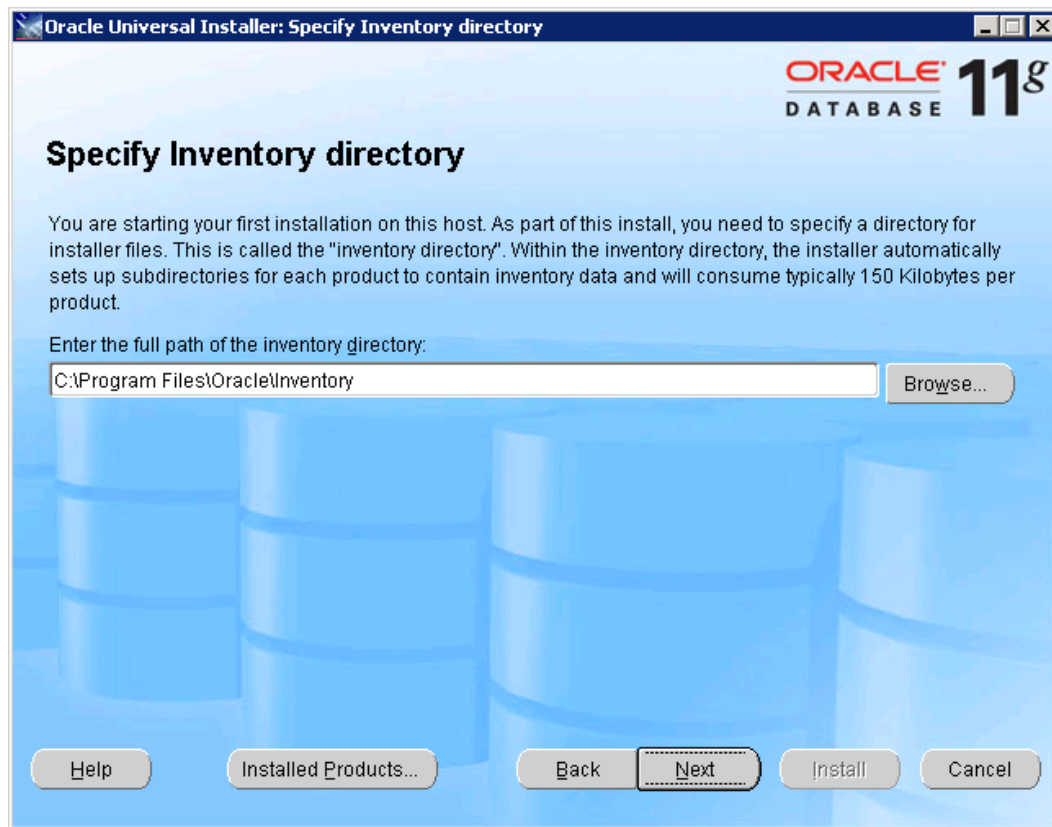 Oracle Universal Installer: Specify Inventory directory
ORACLE
DATABASE 11g
Specify Inventory directory
You are starting your first installation on this host. As part of this install, you need to specify a directory for
installer files. This is called the "inventory directory". Within the inventory directory, the installer automatically
sets up subdirectories for each product to contain inventory data and will consume typically 150 Kilobytes per
product.
Enter the full path of the inventory directory:
C:\Program Files\Oracle\Inventory
Browse...
Help Installed Products... Back Next Install Cancel